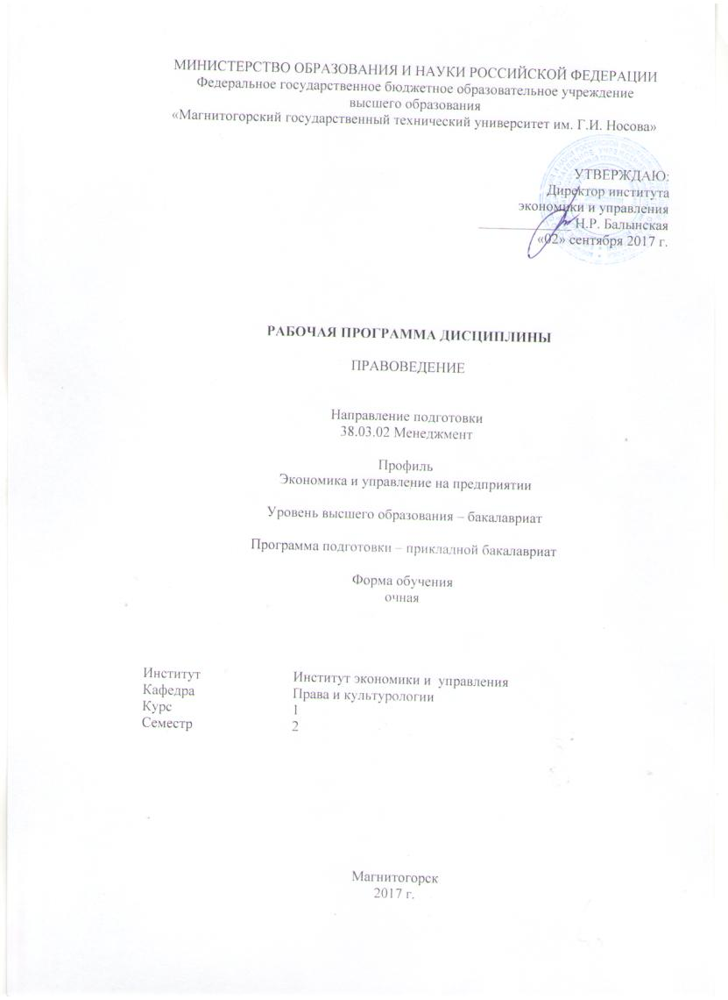 МИНИСТЕРСТВО ОБРАЗОВАНИЯ И НАУКИ РОССИЙСКОЙ ФЕДЕРАЦИИ
Федеральное государственное бюджетное образовательное учреждение
высшего образования
«Магнитогорский государственный технический университет им. Г.И. Носова»
УТВЕРЖДАЮ:
Директор института
экономики и управления
Н.Р. Балынская
«02» сентября 2017 г.
РАБОЧАЯ ПРОГРАММА ДИСЦИПЛИНЫ
ПРАВОВЕДЕНИЕ
Направление подготовки
38.03.02 Менеджмент
Профиль
Экономика и управление на предприятии
Уровень высшего образования – бакалавриат
Программа подготовки – прикладной бакалавриат
Форма обучения
очная
Институт Институт экономики и управления
Кафедра Права и культурологии
Курс 1
Семестр 2
Магнитогорск
2017 г.